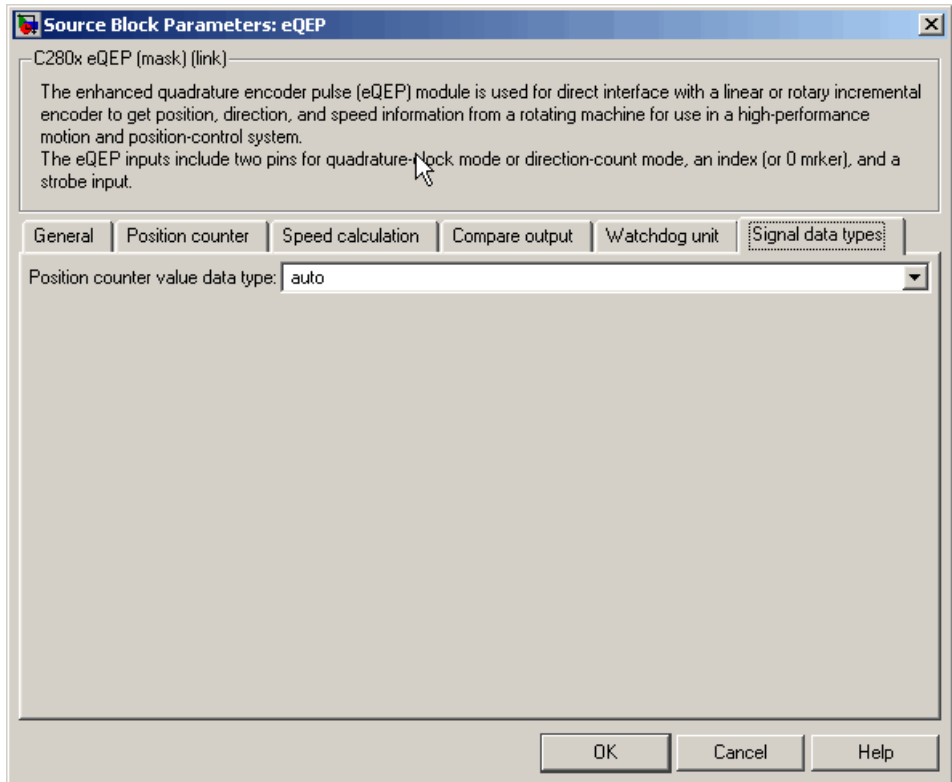 Source Block Parameters: eQEP
C280x eQEP (mask) (link)
The enhanced quadrature encoder pulse (eQEP) module is used for direct interface with a linear or rotary incremental
encoder to get position, direction, and speed information from a rotating machine for use in a high-performance
motion and position-control system.
The eQEP inputs include two pins for quadrature-clock mode or direction-count mode, an index (or 0 mrker), and a
strobe input.
General Position counter Speed calculation Compare output Watchdog unit Signal data types
Position counter value data type: auto
OK Cancel Help